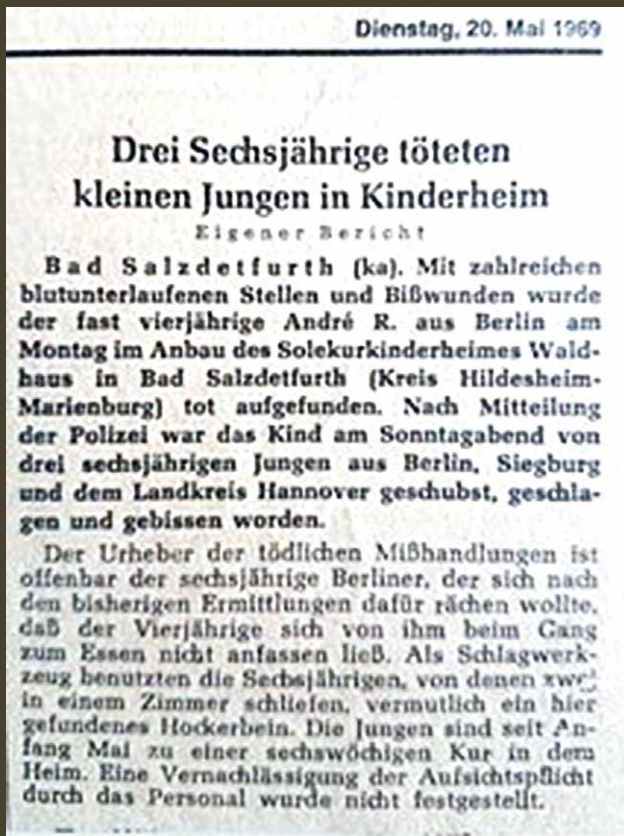 Dienstag, 20. Mai 1969
Drei Sechsjährige töteten
kleinen Jungen in Kinderheim
Eigener Bericht
Bad Salzdetfurth (ka). Mit zahlreichen
blutunterlaufenen Stellen und Bißwunden wurde
der fast vierjährige André R. aus Berlin am
Montag im Anbau des Solekurkinderheimes Wald-
haus in Bad Salzdetfurth (Kreis Hildesheim-
Marienburg) tot aufgefunden. Nach Mitteilung
der Polizei war das Kind am Sonntagabend von
drei sechsjährigen Jungen aus Berlin, Siegburg
und dem Landkreis Hannover geschubst, geschla-
gen und gebissen worden.
Der Urheber der tödlichen Mißhandlungen ist
offenbar der sechsjährige Berliner, der sich nach
den bisherigen Ermittlungen dafür rächen wollte,
daß der Vierjährige sich von ihm beim Gang
zum Essen nicht anfassen ließ. Als Schlagwerk-
zeug benutzten die Sechsjährigen, von denen zwei
in einem Zimmer schliefen, vermutlich ein hier
gefundenes Hockerbein. Die Jungen sind seit An-
fang Mai zu einer sechswöchigen Kur in dem
Heim. Eine Vernachlässigung der Aufsichtspflicht
durch das Personal wurde nicht festgestellt.